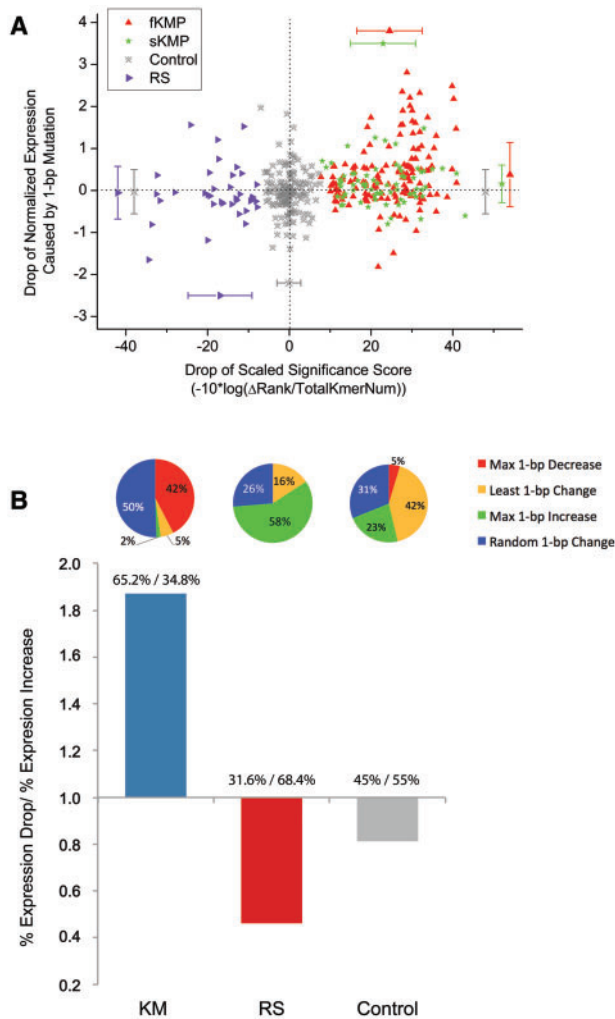 A
fKMP
sKMP
Control
RS
Drop of Normalized Expression
Caused by 1-bp Mutation
4
3
2
1
0
-1
-2
-3
-40
-20
0
20
40
Drop of Scaled Significance Score
(-10*log(ΔRank/TotalKmerNum))
B
42%
50%
2%
5%
16%
26%
58%
5%
31%
42%
23%
Max 1-bp Decrease
Least 1-bp Change
Max 1-bp Increase
Random 1-bp Change
% Expression Drop/ % Expresion Increase
2.0
1.8
1.6
1.4
1.2
1.0
0.8
0.6
0.4
0.2
65.2% / 34.8%
31.6% / 68.4%
45% / 55%
KM
RS
Control